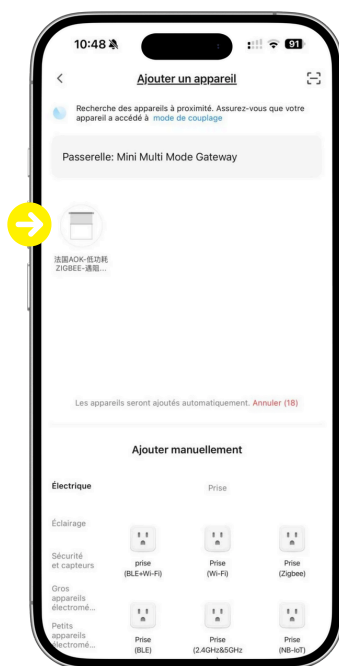 10:48
91
Ajouter un appareil
Recherche des appareils à proximité. Assurez-vous que votre
appareil a accédé à mode de couplage
Passerelle: Mini Multi Mode Gateway
法国AOK-低功耗
ZIGBEE-遇阻...
Les appareils seront ajoutés automatiquement. Annuler (18)
Ajouter manuellement
Électrique
Prise
Éclairage
Sécurité
et capteurs
prise
(BLE+Wi-Fi)
Prise
(Wi-Fi)
Prise
(Zigbee)
Gros
appareils
électromé...
Petits
appareils
électromé...
Prise
(BLE)
Prise
(2.4GHz&5GHz
Prise
(NB-IoT)